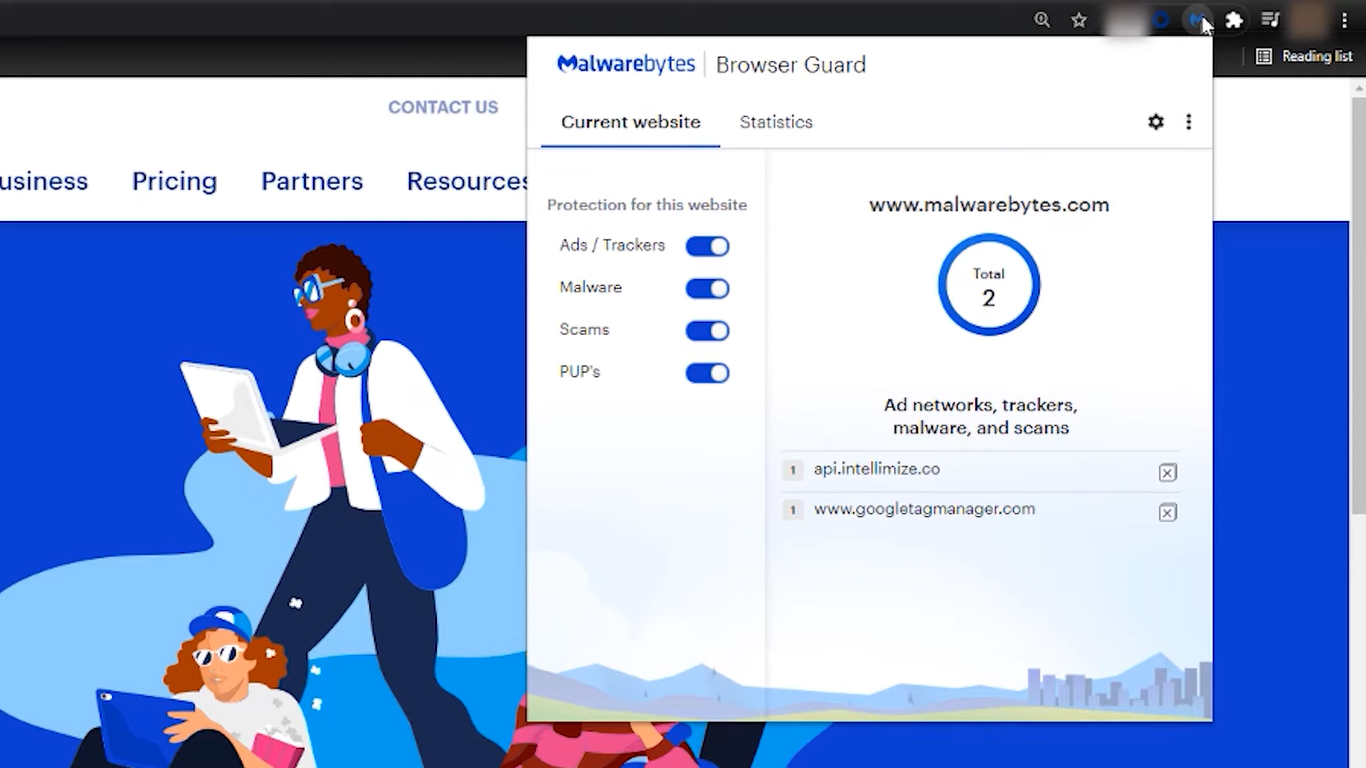 Reading list
Malwarebytes | Browser Guard
CONTACT US
Current website
Statistics
usiness
Pricing
Partners
Resources
Protection for this website
Ads / Trackers
Malware
Scams
PUP's
www.malwarebytes.com
Total
2
Ad networks, trackers,
malware, and scams
1 api.intellimize.co
1 www.googletagmanager.com